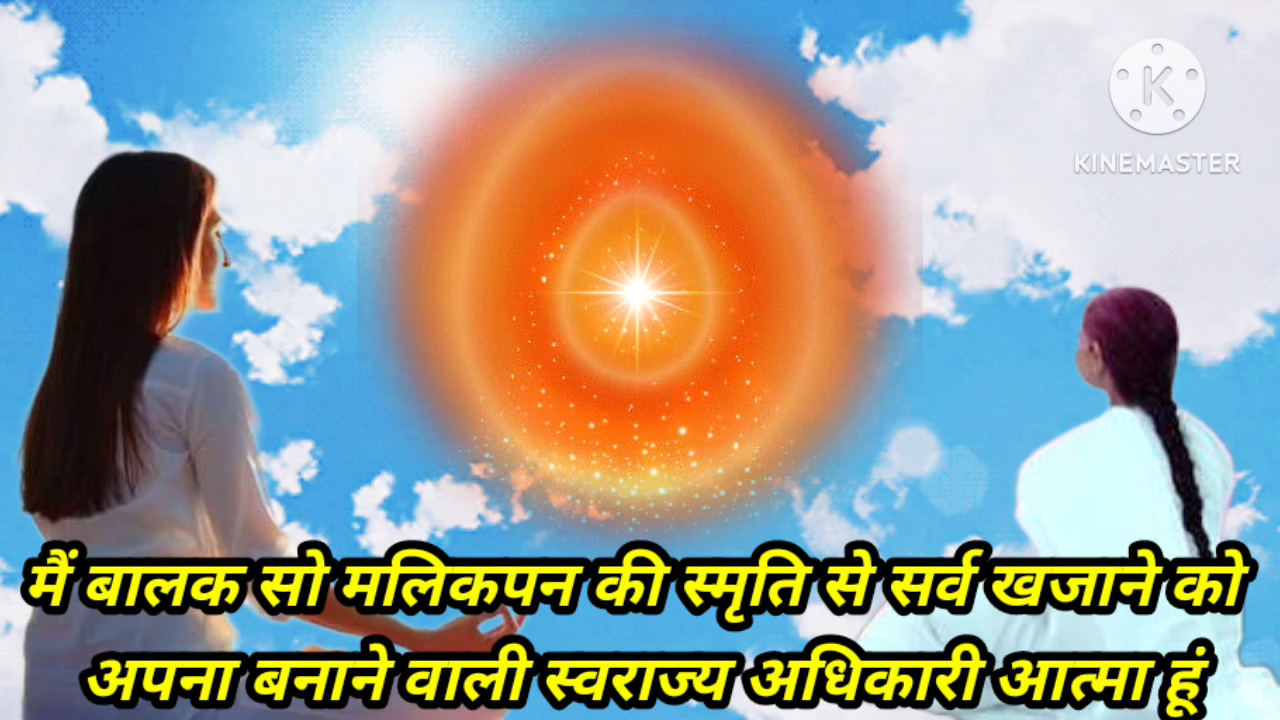 KINEMASTER
मैं बालक सो मलिकपन की स्मृति से सर्व खजाने को
अपना बनाने वाली स्वराज्य अधिकारी आत्मा हूं